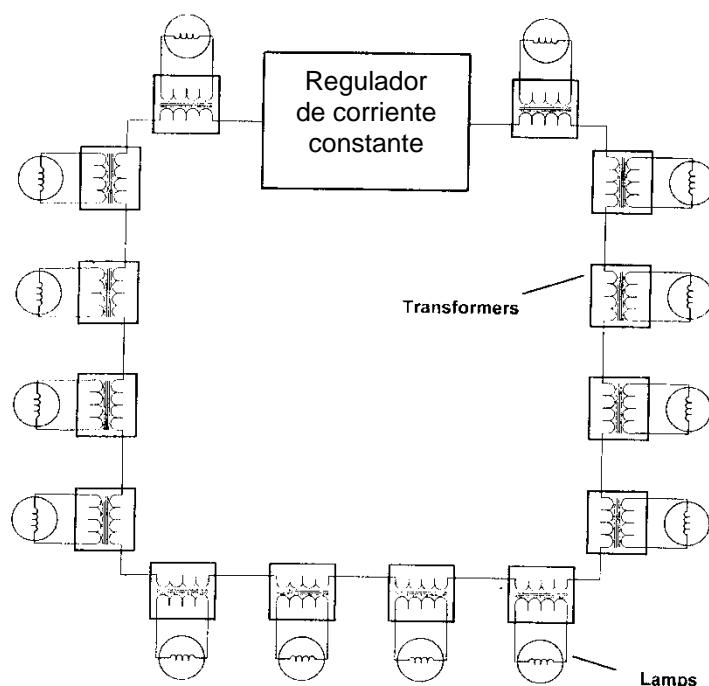 Regulador
de corriente
constante
Transformers
Lamps